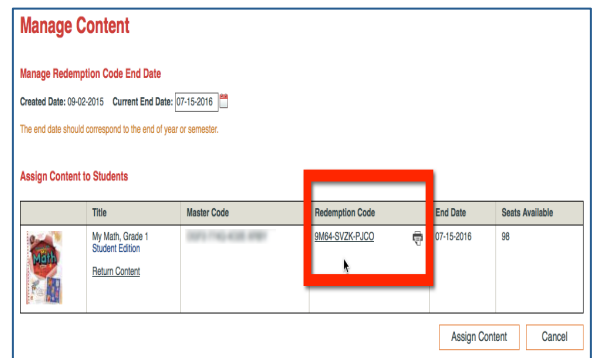 Manage Content
Manage Redemption Code End Date
Created Date: 09-02-2015 Current End Date: 07-15-2016
The end date should correspond to the end of year or semester.
Assign Content to Students
Title Master Code Redemption Code End Date Seats Available
Math
My Math, Grade 1 9M64-SVZK-PJCO 07-15-2016 98
Student Edition
Return Content
Assign Content Cancel